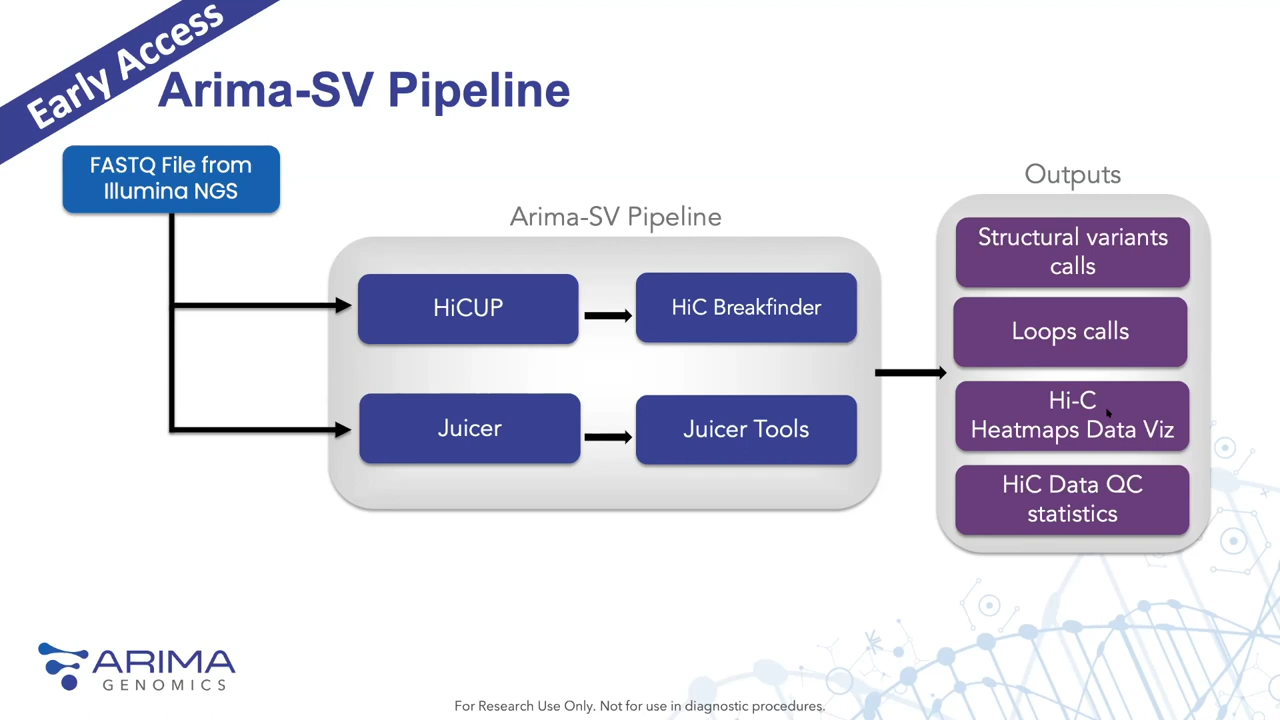 Early Access
Arima-SV Pipeline
FASTQ File from
Illumina NGS
Arima-SV Pipeline
HiCUP
HiC Breakfinder
Juicer
Juicer Tools
Outputs
Structural variants
calls
Loops calls
Hi-C
Heatmaps Data Viz
HiC Data QC
statistics
ARIMA
GENOMICS
For Research Use Only. Not for use in diagnostic procedures.